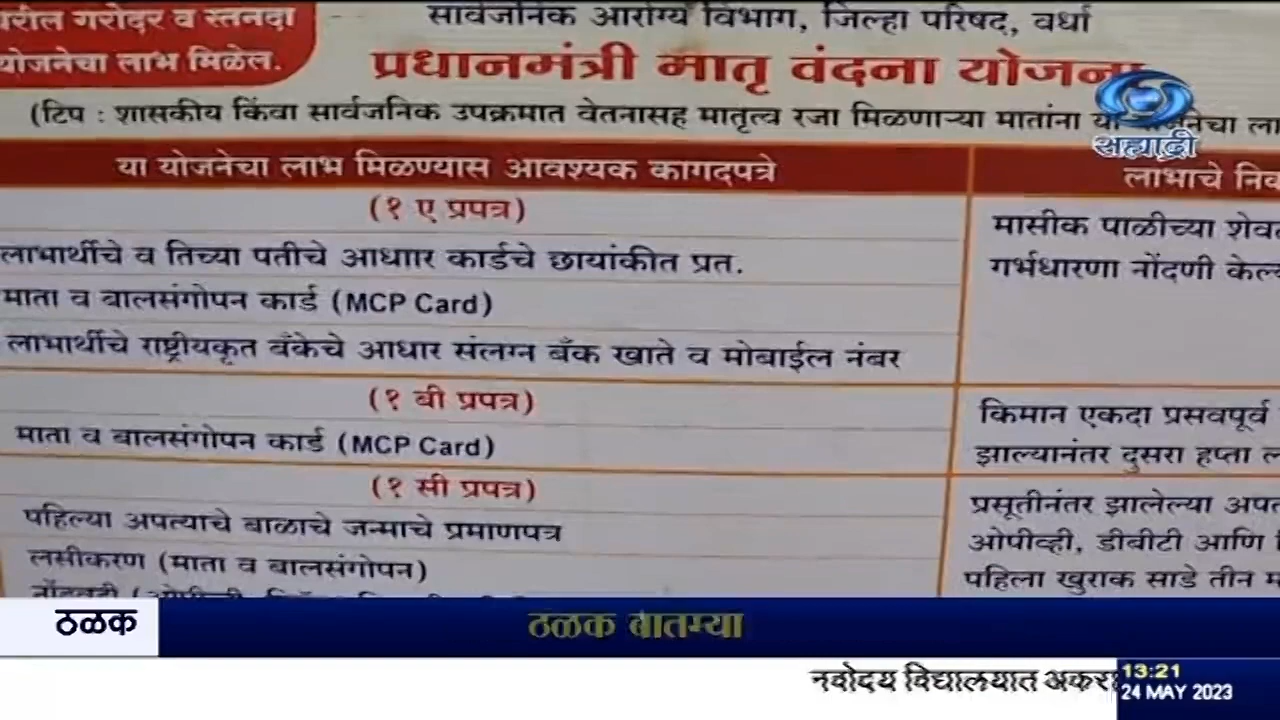 रील गरोदर व स्तनदा
योजनेचा लाभ मिळेल.
सार्वजनिक आरोग्य विभाग, जिल्हा परिषद, वर्धा
प्रधानमंत्री मातृ वंदना योजना
(टिप : शासकीय किंवा सार्वजनिक उपक्रमात वेतनासह मातृत्व रजा मिळणाऱ्या मातांना
सह्याद्री
या योजनेचा लाभ मिळण्यास आवश्यक कागदपत्रे
लाभाचे
(१ ए प्रपत्र)
मासीक पाळीच्या
लाभार्थीचे व तिच्या पतीचे आधाार कार्डचे छायांकीत प्रत.
गर्भधारणा नोंदणी
माता व बालसंगोपन कार्ड (MCP Card)
लाभार्थीचे राष्ट्रीयकृत बँकेचे आधार संलग्न बँक खाते व मोबाईल नंबर
(१ बी प्रपत्र)
किमान एकदा प्रसवपूर्व
माता व बालसंगोपन कार्ड (MCP Card)
झाल्यानंतर दुसरा हप्ता
(१ सी प्रपत्र)
प्रसूतीनंतर झालेल्या
पहिल्या अपत्याचे बाळाचे जन्माचे प्रमाणपत्र
ओपीव्ही, डीबीटी आणि
लसीकरण (माता व बालसंगोपन)
पहिला खुराक साडे तीन
ठळक
ठळक बातम्या
नवोदय विद्यालयात अकरा
13:21
24 MAY 2023